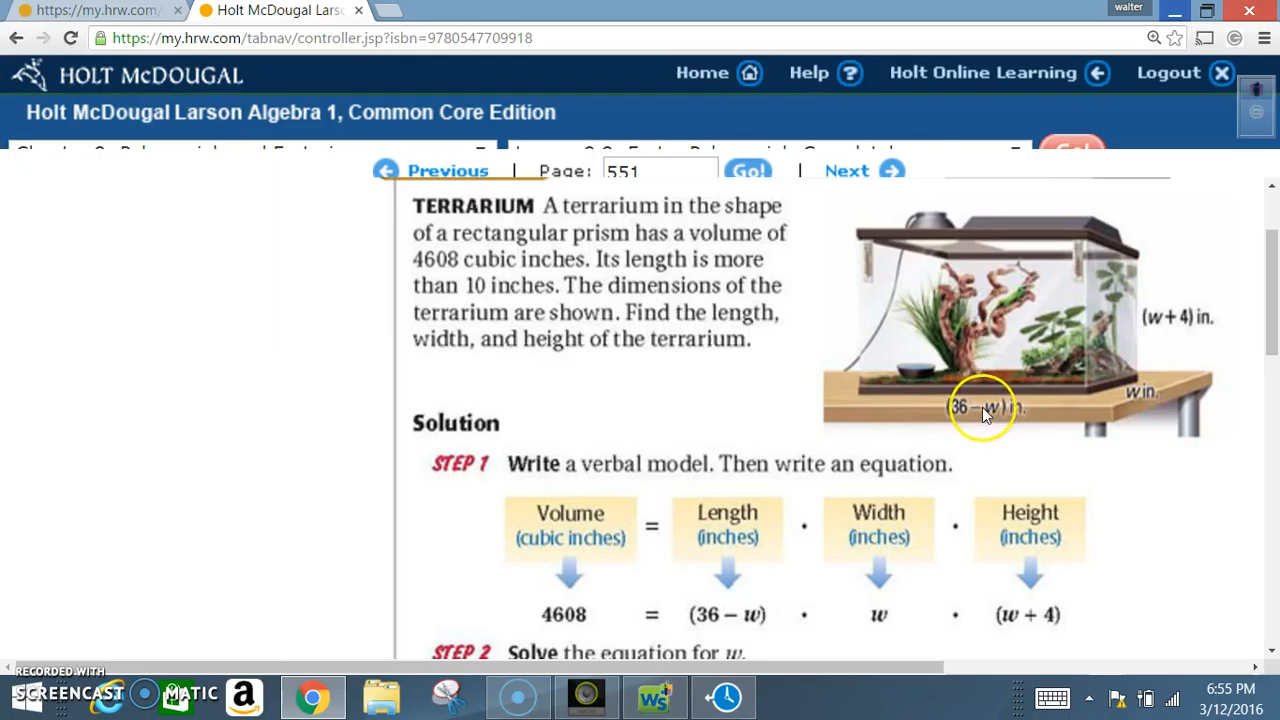 https://my.hrw.com/tabnav/
Holt McDougal Lars
walter
https://my.hrw.com/tabnav/controller.jsp?isbn=9780547709918
HOLT McDOUGAL
Home
Help
Holt Online Learning
Logout
Holt McDougal Larson Algebra 1, Common Core Edition
Previous | Page: 551 Go! | Next
TERRARIUM A terrarium in the shape
of a rectangular prism has a volume of
4608 cubic inches. Its length is more
than 10 inches. The dimensions of the
terrarium are shown. Find the length,
width, and height of the terrarium.
(w + 4) in.
w in.
(36 – w) in.
Solution
STEP 1 Write a verbal model. Then write an equation.
Volume = Length · Width · Height
(cubic inches) (inches) (inches) (inches)
4608 = (36 – w) · w · (w + 4)
STEP 2 Solve the equation for w.
RECORDED WITH
SCREENCAST MATIC
WS
6:55 PM
3/12/2016